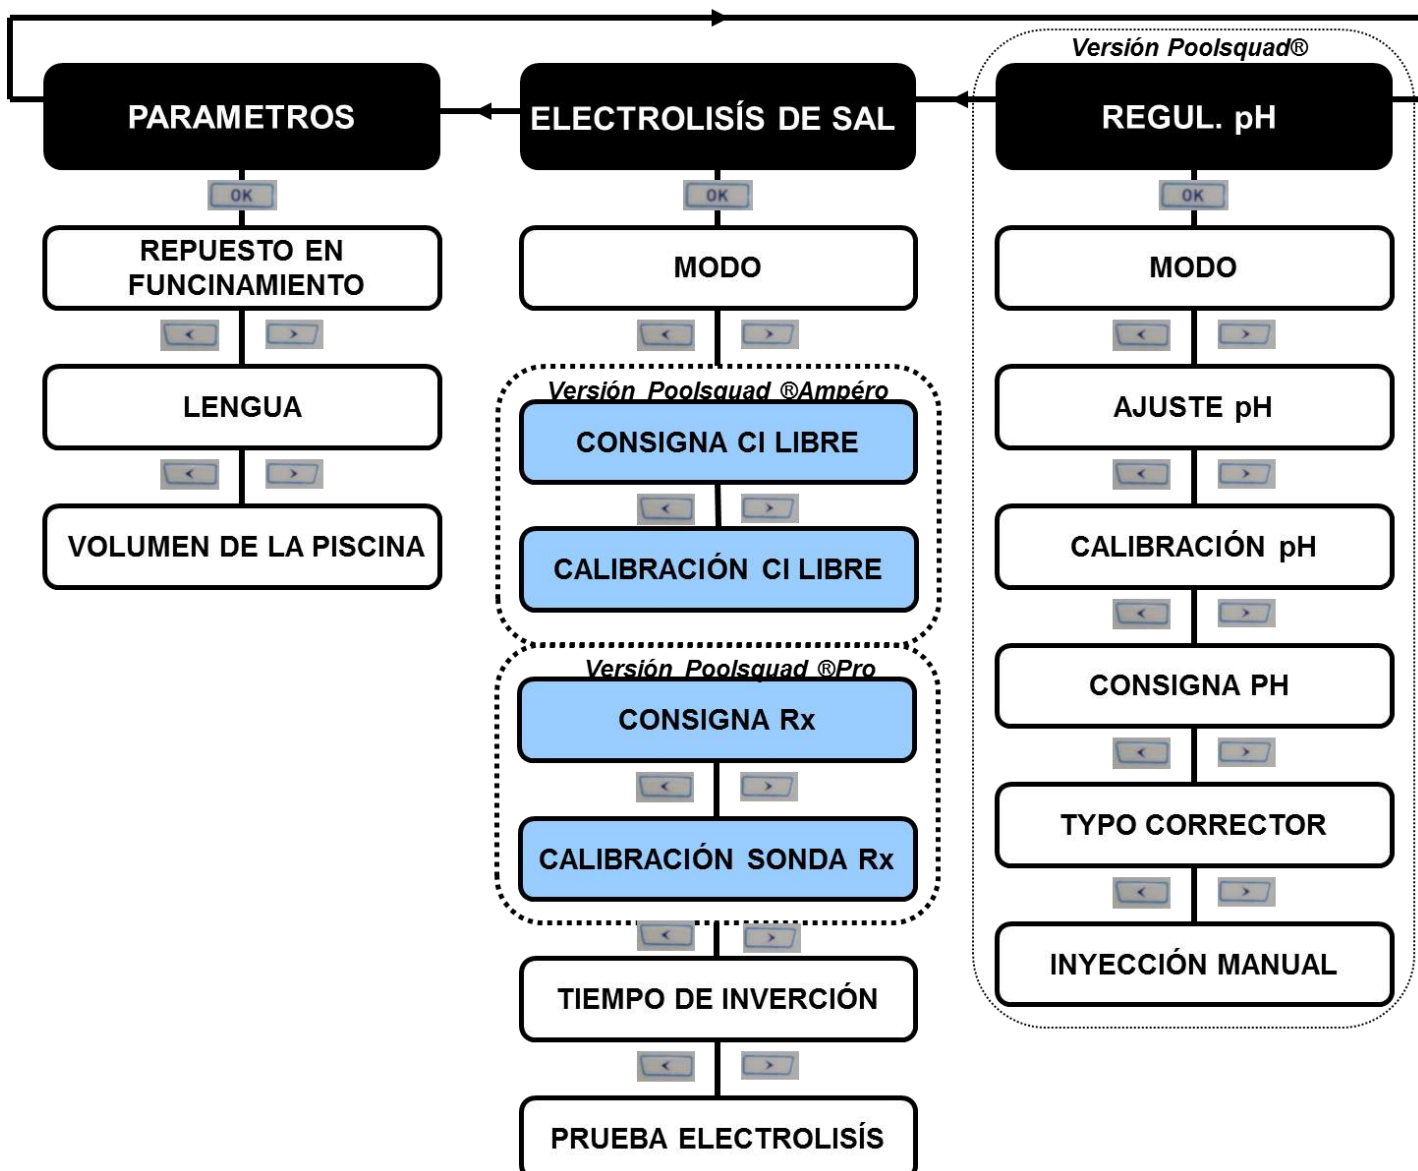 Versión Poolsquad®
PARAMETROS
ELECTROLISÍS DE SAL
REGUL. pH
OK
OK
OK
REPUESTO EN
FUNCINAMIENTO
MODO
MODO
< >
< >
< >
LENGUA
Versión Poolsquad ®Ampéro
CONSIGNA CI LIBRE
AJUSTE pH
< >
< >
< >
VOLUMEN DE LA PISCINA
CALIBRACIÓN CI LIBRE
CALIBRACIÓN pH
< >
Versión Poolsquad ®Pro
CONSIGNA Rx
CONSIGNA PH
< >
< >
CALIBRACIÓN SONDA Rx
TYPO CORRECTOR
< >
< >
TIEMPO DE INVERCIÓN
INYECCIÓN MANUAL
< >
PRUEBA ELECTROLISÍS